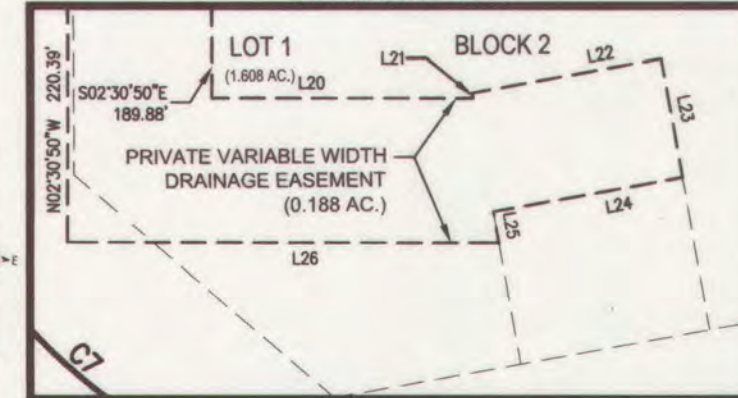 LOT 1
(1.608 AC.)
BLOCK 2
L20
L21
L22
L23
S02°30'50"E
189.88'
N02°30'50"W 220.39'
PRIVATE VARIABLE WIDTH
DRAINAGE EASEMENT
(0.188 AC.)
L24
L25
L26
C7